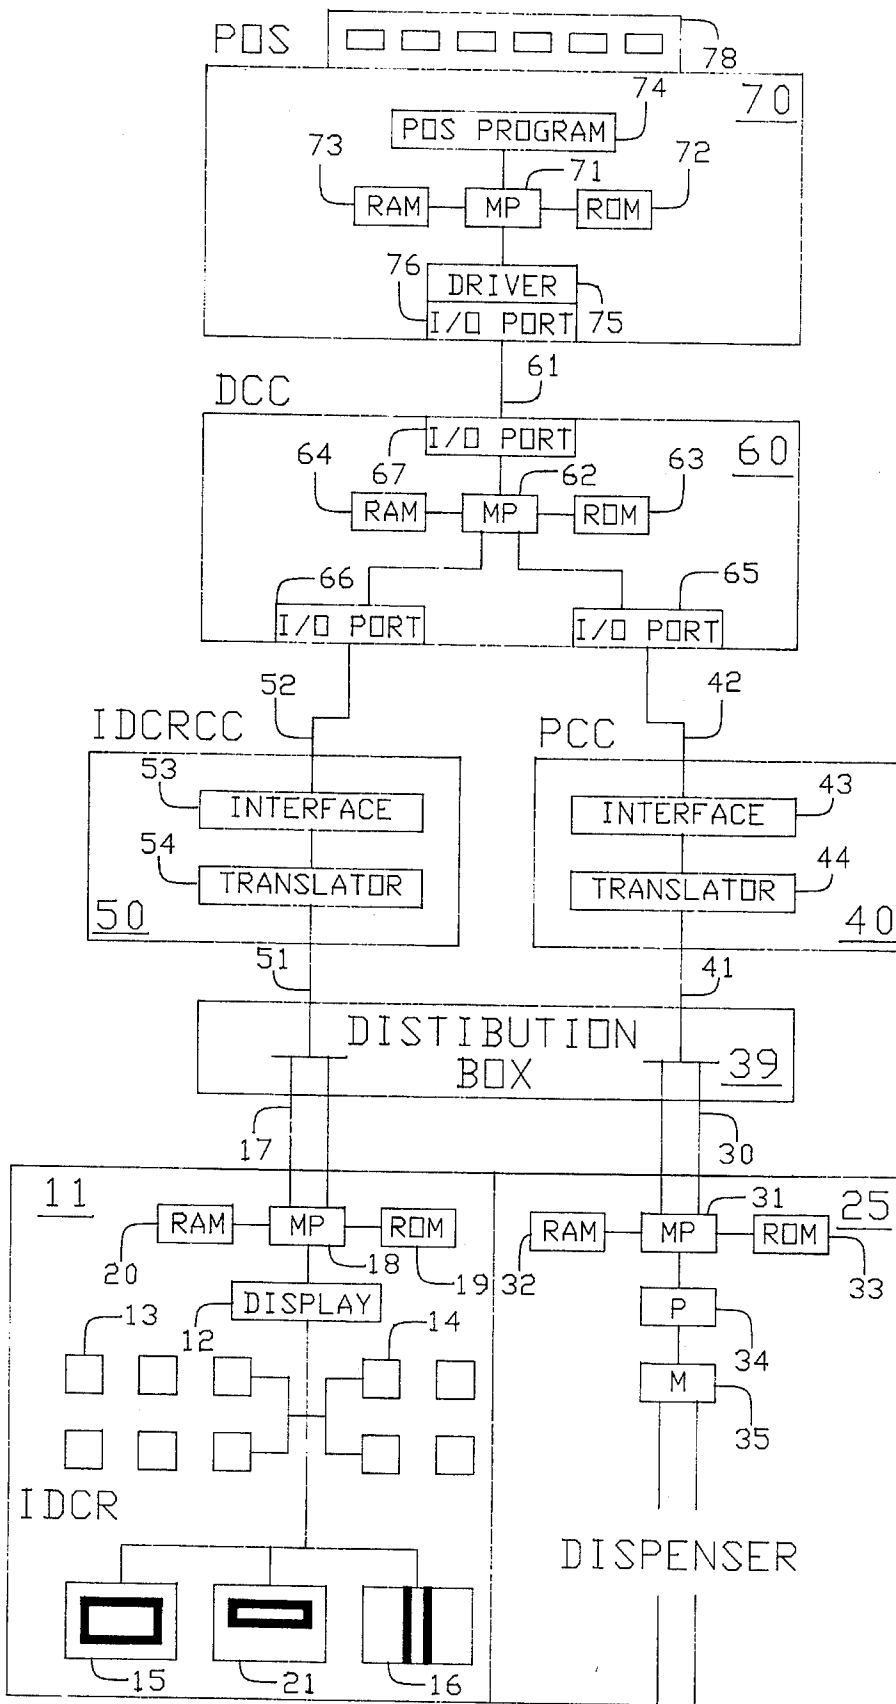 POS
78
74
70
POS PROGRAM
73
71
72
RAM
MP
ROM
76
DRIVER
I/O PORT
75
61
DCC
I/O PORT
60
64
67
62
63
RAM
MP
ROM
66
65
I/O PORT
I/O PORT
52
42
IDCRCC
PCC
53
INTERFACE
INTERFACE
43
54
TRANSLATOR
TRANSLATOR
44
50
40
51
41
DISTIBUTION
BOX
39
17
30
11
31
25
RAM
MP
ROM
RAM
MP
ROM
20
18
19
32
33
DISPLAY
P
13
12
14
34
M
35
IDCR
DISPENSER
15
21
16